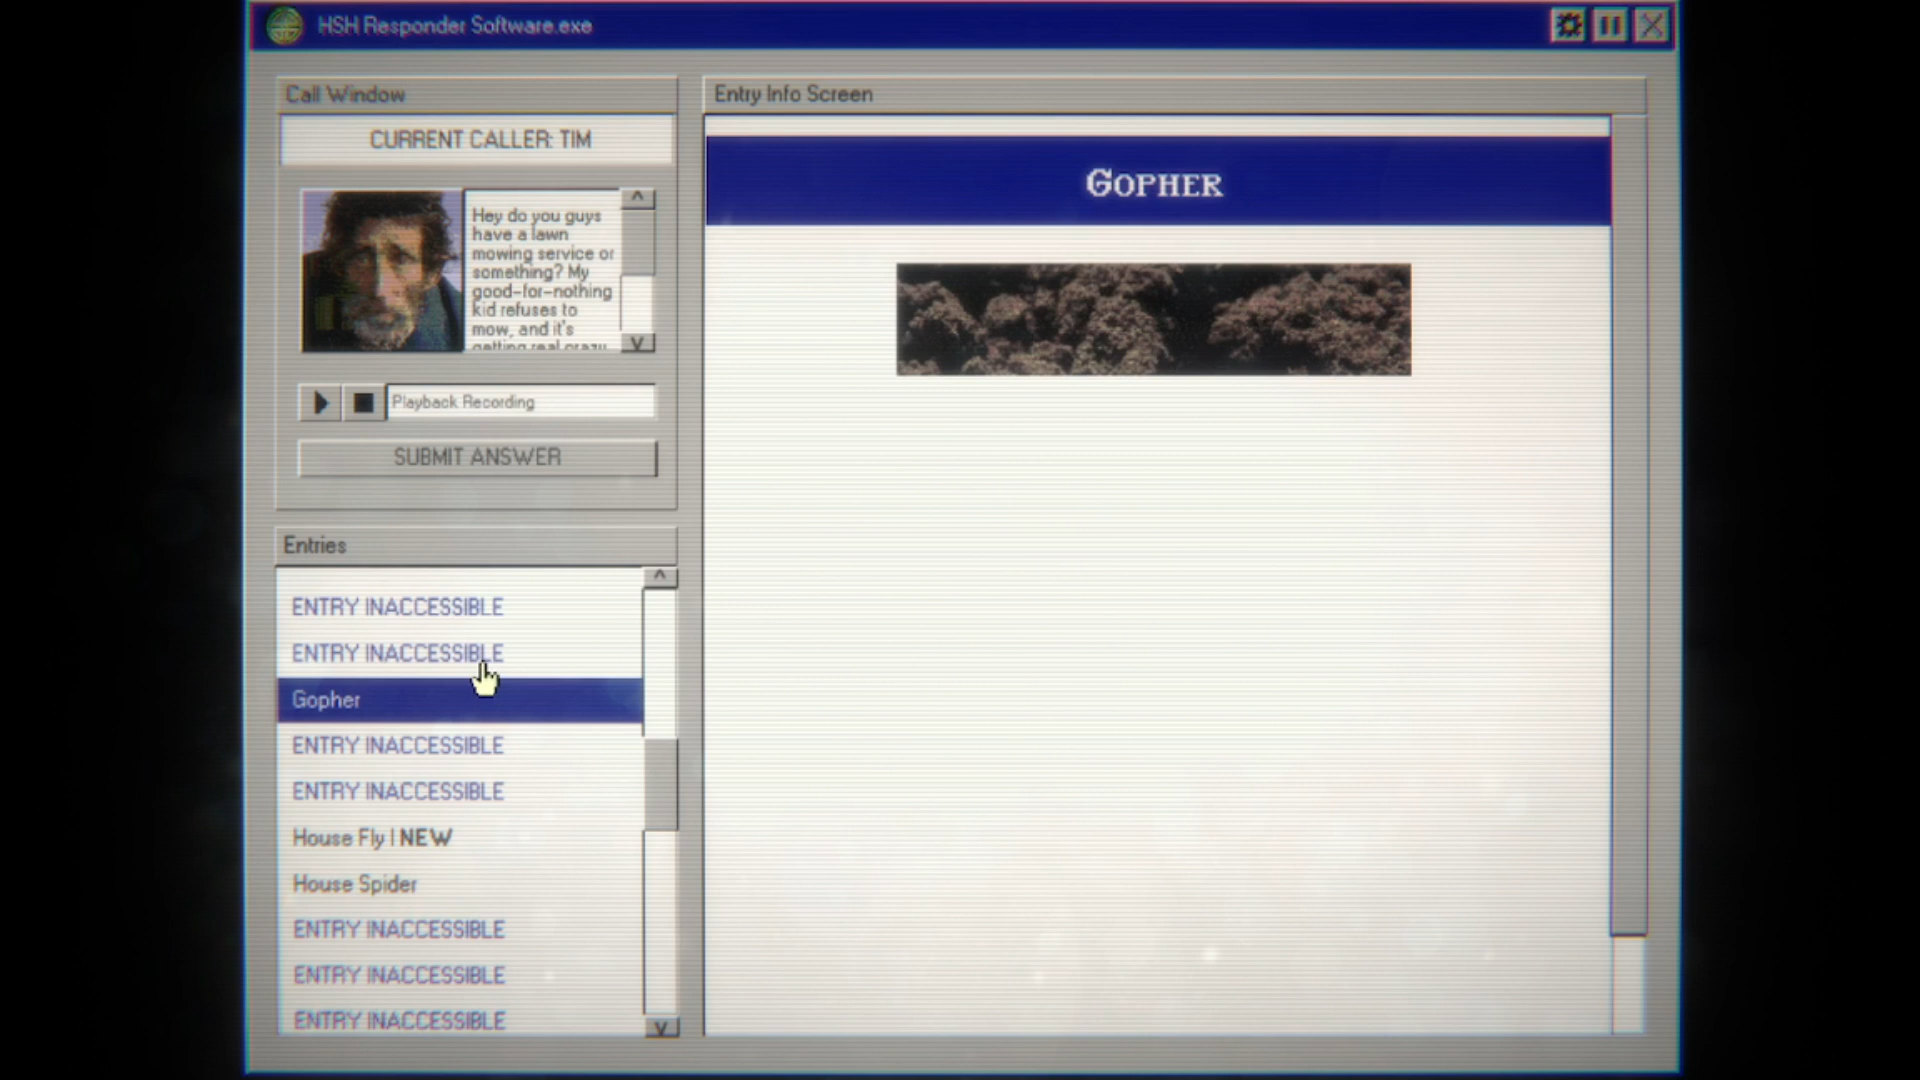 HSH Responder Software.exe
Call Window
CURRENT CALLER: TIM
Hey do you guys
have a lawn
mowing service or
something? My
good-for-nothing
kid refuses to
mow, and it's
getting real crazy
Playback Recording
SUBMIT ANSWER
Entries
ENTRY INACCESSIBLE
ENTRY INACCESSIBLE
Gopher
ENTRY INACCESSIBLE
ENTRY INACCESSIBLE
House Fly | NEW
House Spider
ENTRY INACCESSIBLE
ENTRY INACCESSIBLE
ENTRY INACCESSIBLE
Entry Info Screen
GOPHER